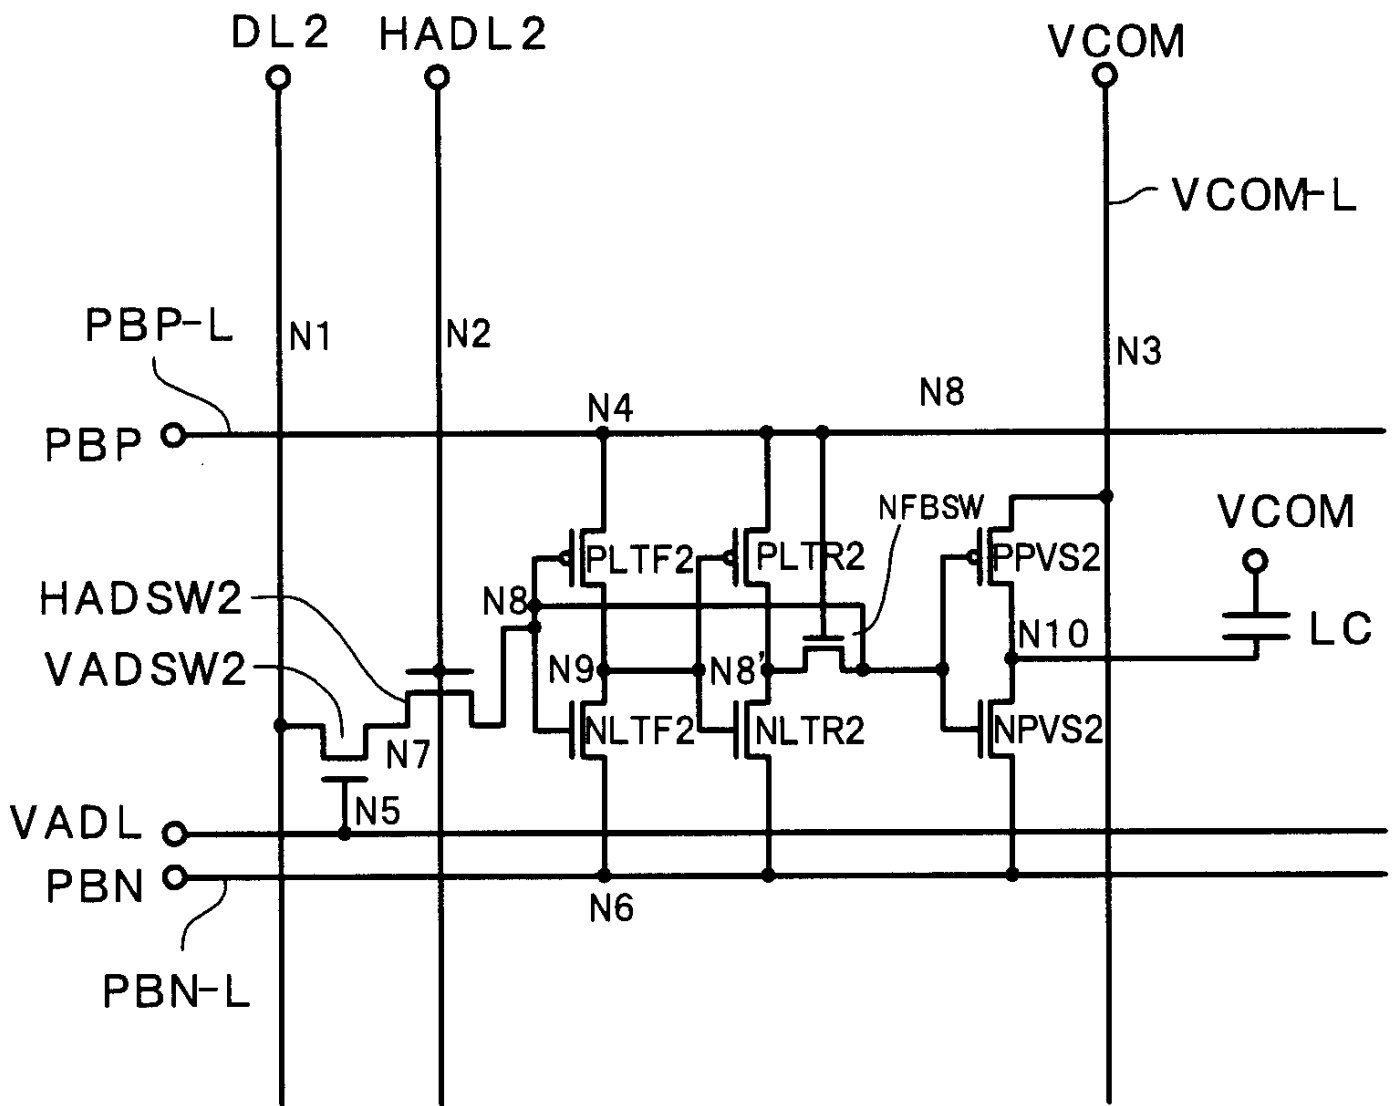 DL2
HADL2
VCOM
VCOM-L
PBP-L
N1
N2
N3
N8
N4
PBP
NFBSW
VCOM
PLTF2
PLTR2
PPVS2
HADSW2
N8
LC
N10
VADSW2
N9
N8'
NLTF2
NLTR2
NPVS2
N7
N5
VADL
PBN
N6
PBN-L